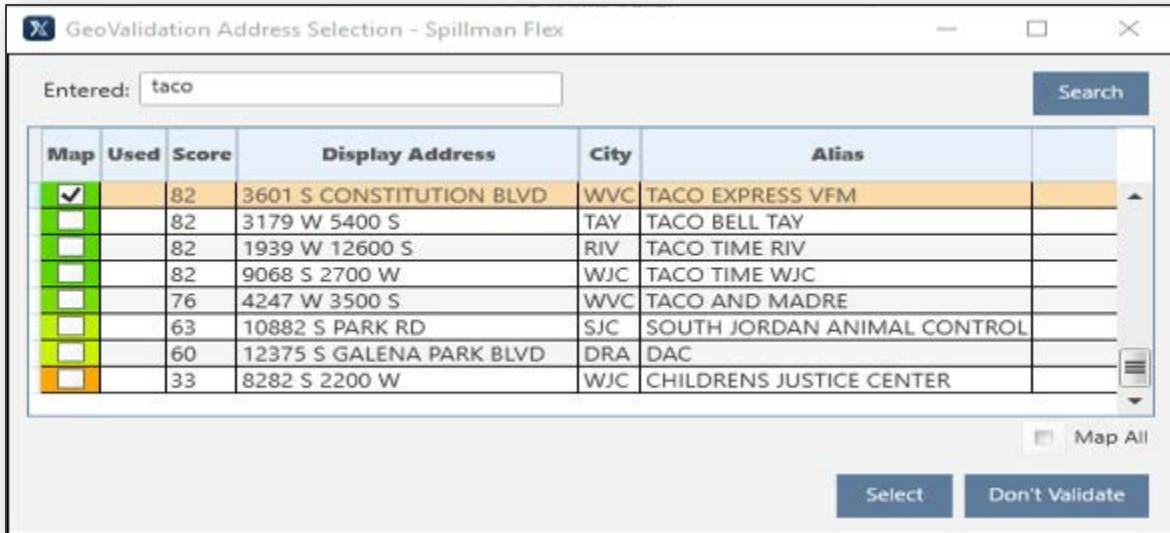 GeoValidation Address Selection - Spillman Flex
Entered: taco Search
Map Used Score Display Address City Alias
82 3601 S CONSTITUTION BLVD WVC TACO EXPRESS VFM
82 3179 W 5400 S TAY TACO BELL TAY
82 1939 W 12600 S RIV TACO TIME RIV
82 9068 S 2700 W WJC TACO TIME WJC
76 4247 W 3500 S WVC TACO AND MADRE
63 10882 S PARK RD SJC SOUTH JORDAN ANIMAL CONTROL
60 12375 S GALENA PARK BLVD DRA DAC
33 8282 S 2200 W WJC CHILDRENS JUSTICE CENTER
Map All
Select Don't Validate